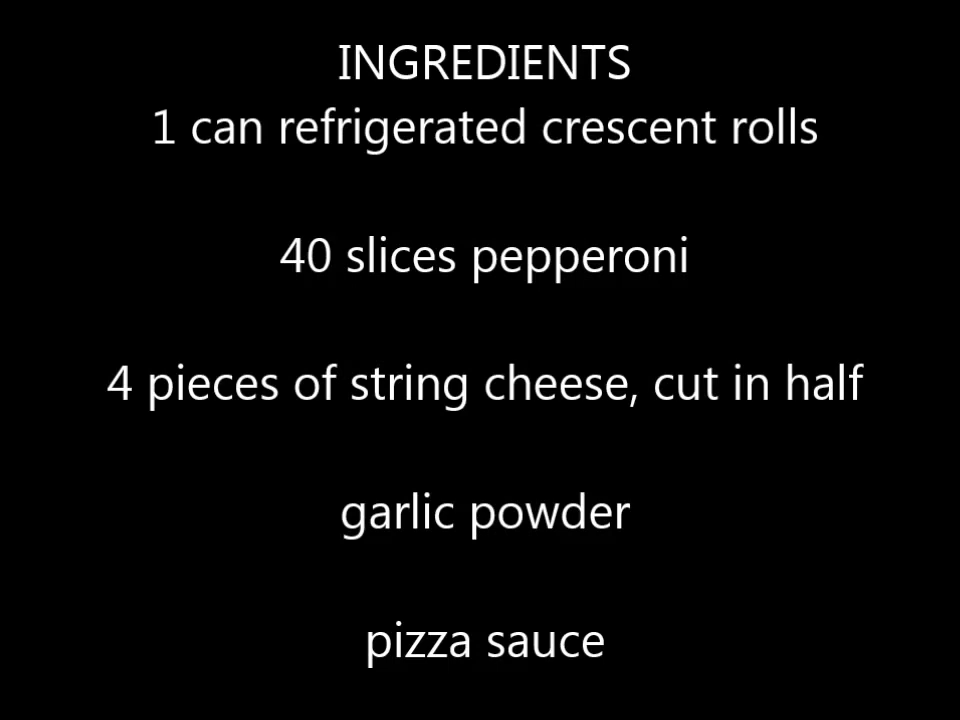 INGREDIENTS
1 can refrigerated crescent rolls
40 slices pepperoni
4 pieces of string cheese, cut in half
garlic powder
pizza sauce